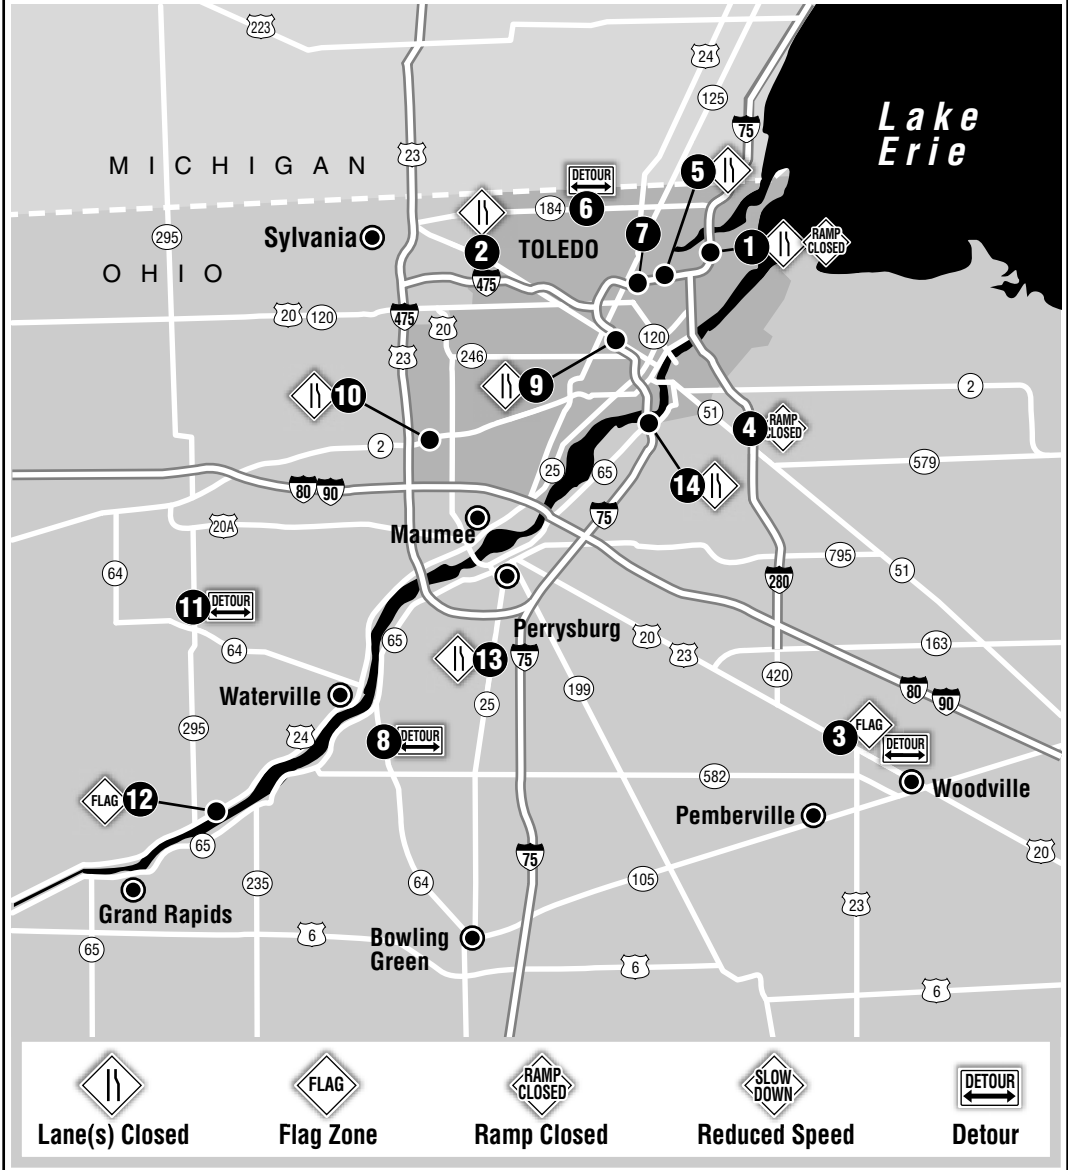 223
24
125
75
Lake
Erie
23
MICHIGAN
5
DETOUR
184
6
295
Sylvania
2
TOLEDO
7
1
RAMP
CLOSED
OHIO
475
20
120
475
20
120
23
246
10
9
2
51
4
RAMP
CLOSED
2
579
25
65
14
80
90
75
Maumee
20A
795
64
51
280
11
DETOUR
Perrysburg
65
20
64
13
23
163
75
Waterville
199
420
80
90
25
295
24
8
DETOUR
3
FLAG
DETOUR
582
Woodville
FLAG
12
Pemberville
65
75
20
64
105
235
23
Grand Rapids
6
Bowling
Green
65
6
6
FLAG
RAMP
CLOSED
SLOW
DOWN
DETOUR
Lane(s) Closed
Flag Zone
Ramp Closed
Reduced Speed
Detour